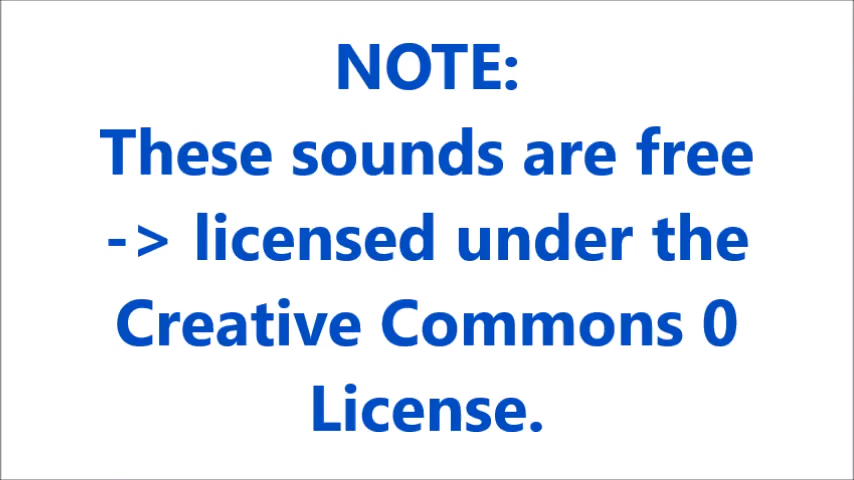 NOTE:
These sounds are free
-> licensed under the
Creative Commons 0
License.